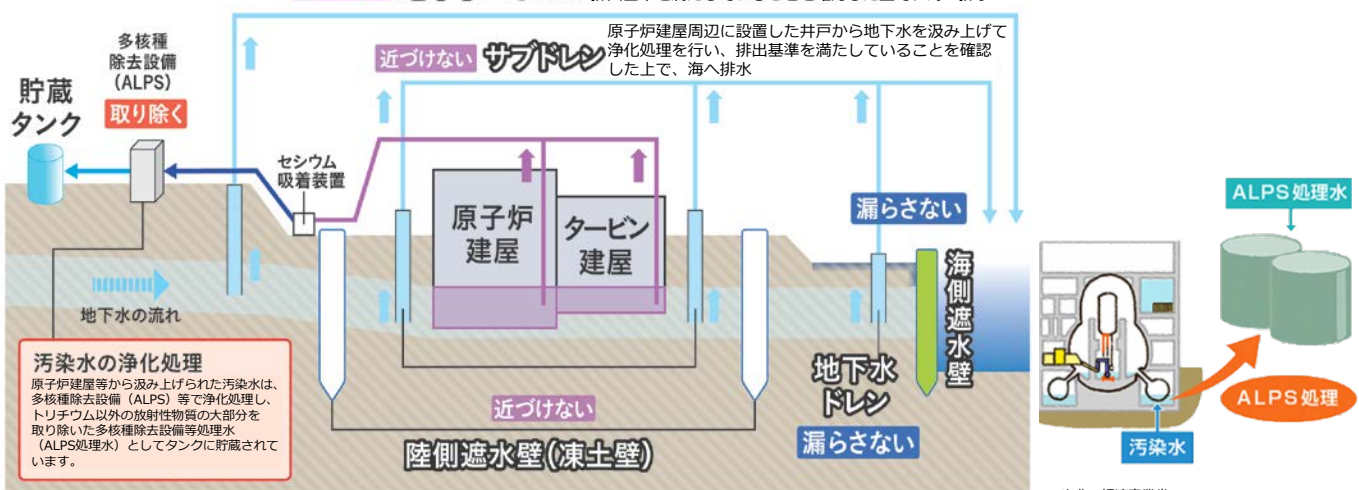 原子炉建屋周辺に設置した井戸から地下水を汲み上げて
浄化処理を行い、排出基準を満たしていることを確認
した上で、海へ排水
近づけない サブドレン
多核種
除去設備
(ALPS)
取り除く
貯蔵
タンク
セシウム
吸着装置
原子炉
建屋
タービン
建屋
漏らさない
海側遮水壁
地下水の流れ
汚染水の浄化処理
原子炉建屋等から汲み上げられた汚染水は、
多核種除去設備（ALPS）等で浄化処理し、
トリチウム以外の放射性物質の大部分を
取り除いた多核種除去設備等処理水
（ALPS処理水）としてタンクに貯蔵されて
います。
近づけない
陸側遮水壁(凍土壁)
地下水
ドレン
漏らさない
ALPS処理水
ALPS処理
汚染水